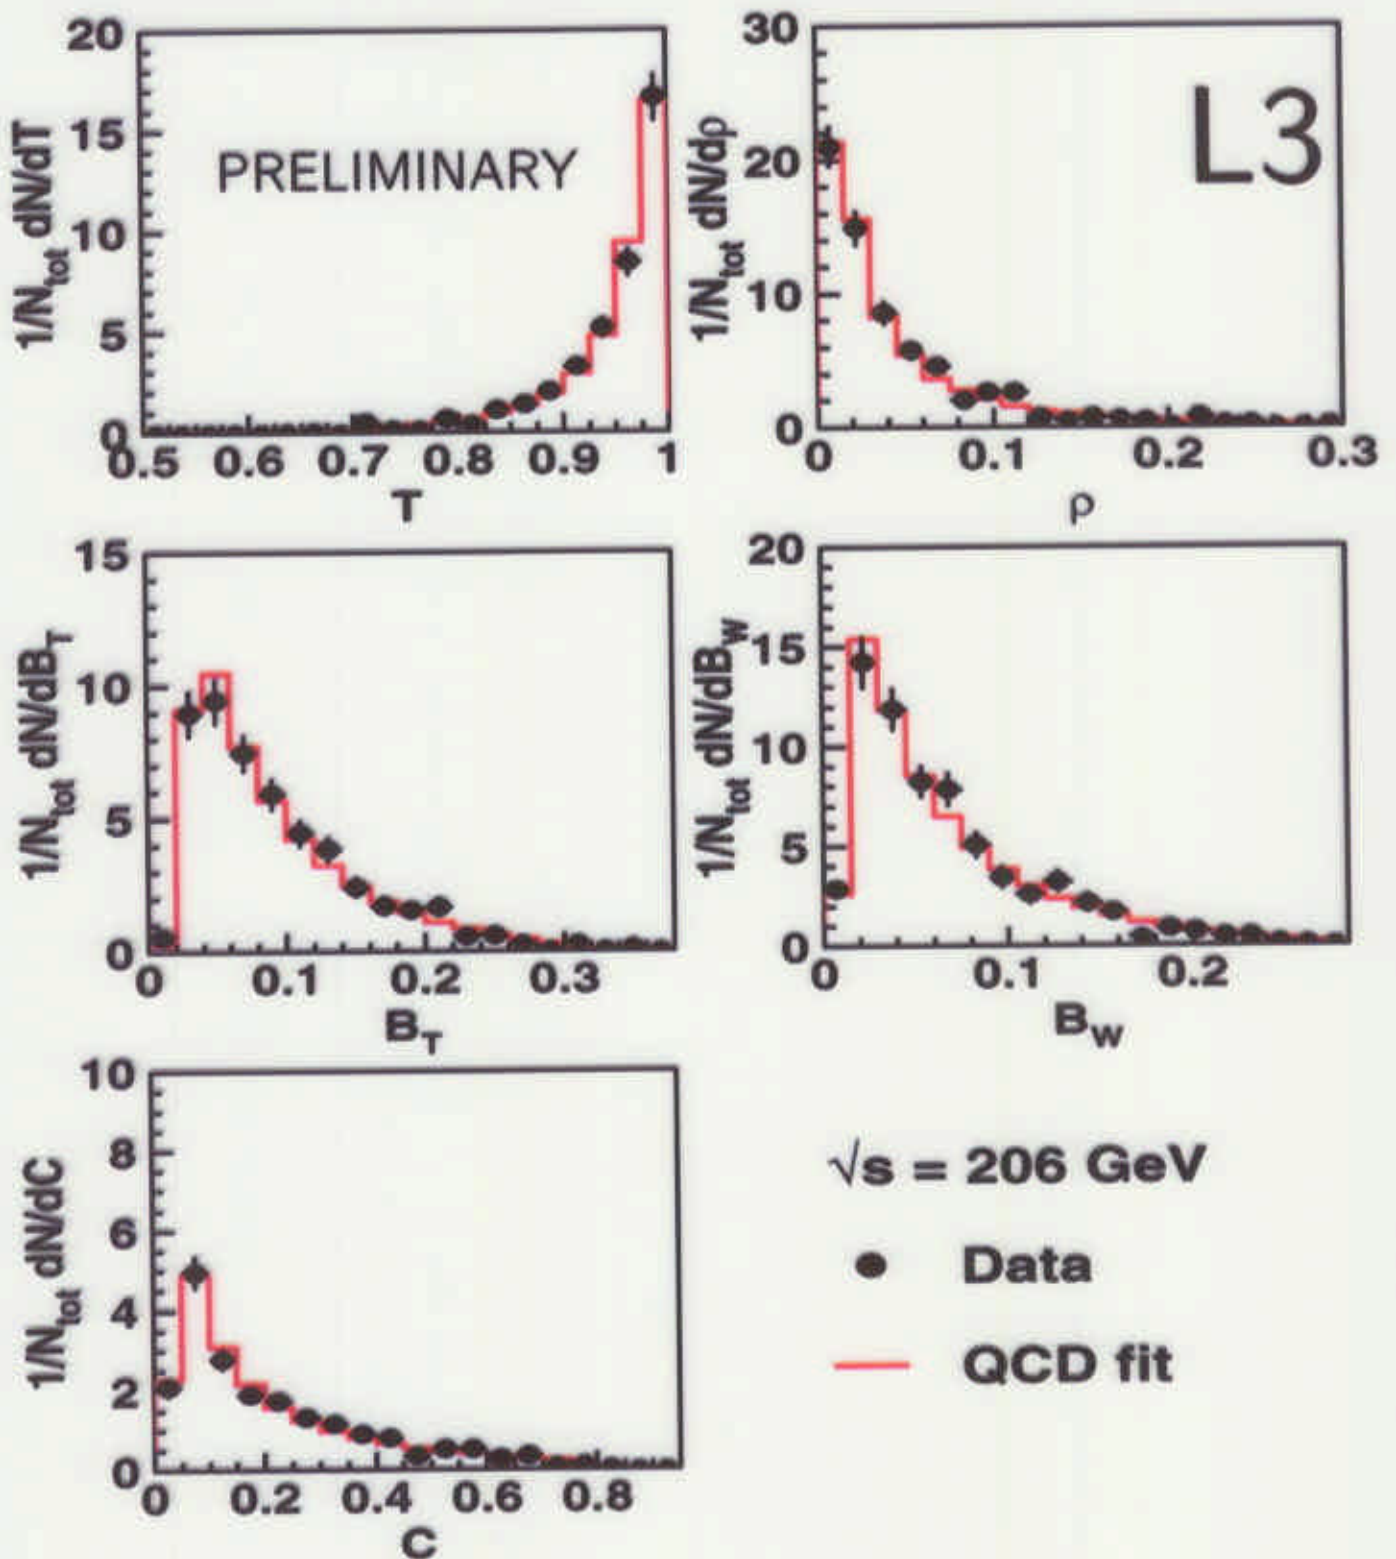 20
15
10
5
0
1/N_tot dN/dT
PRELIMINARY
0.5 0.6 0.7 0.8 0.9 1
T
30
20
10
0
1/N_tot dN/dρ
L3
0 0.1 0.2 0.3
ρ
15
10
5
0
1/N_tot dN/dB_T
0 0.1 0.2 0.3
B_T
20
15
10
5
0
1/N_tot dN/dB_W
0 0.1 0.2
B_W
10
8
6
4
2
0
1/N_tot dN/dC
0 0.2 0.4 0.6 0.8
C
√s = 206 GeV
Data
QCD fit